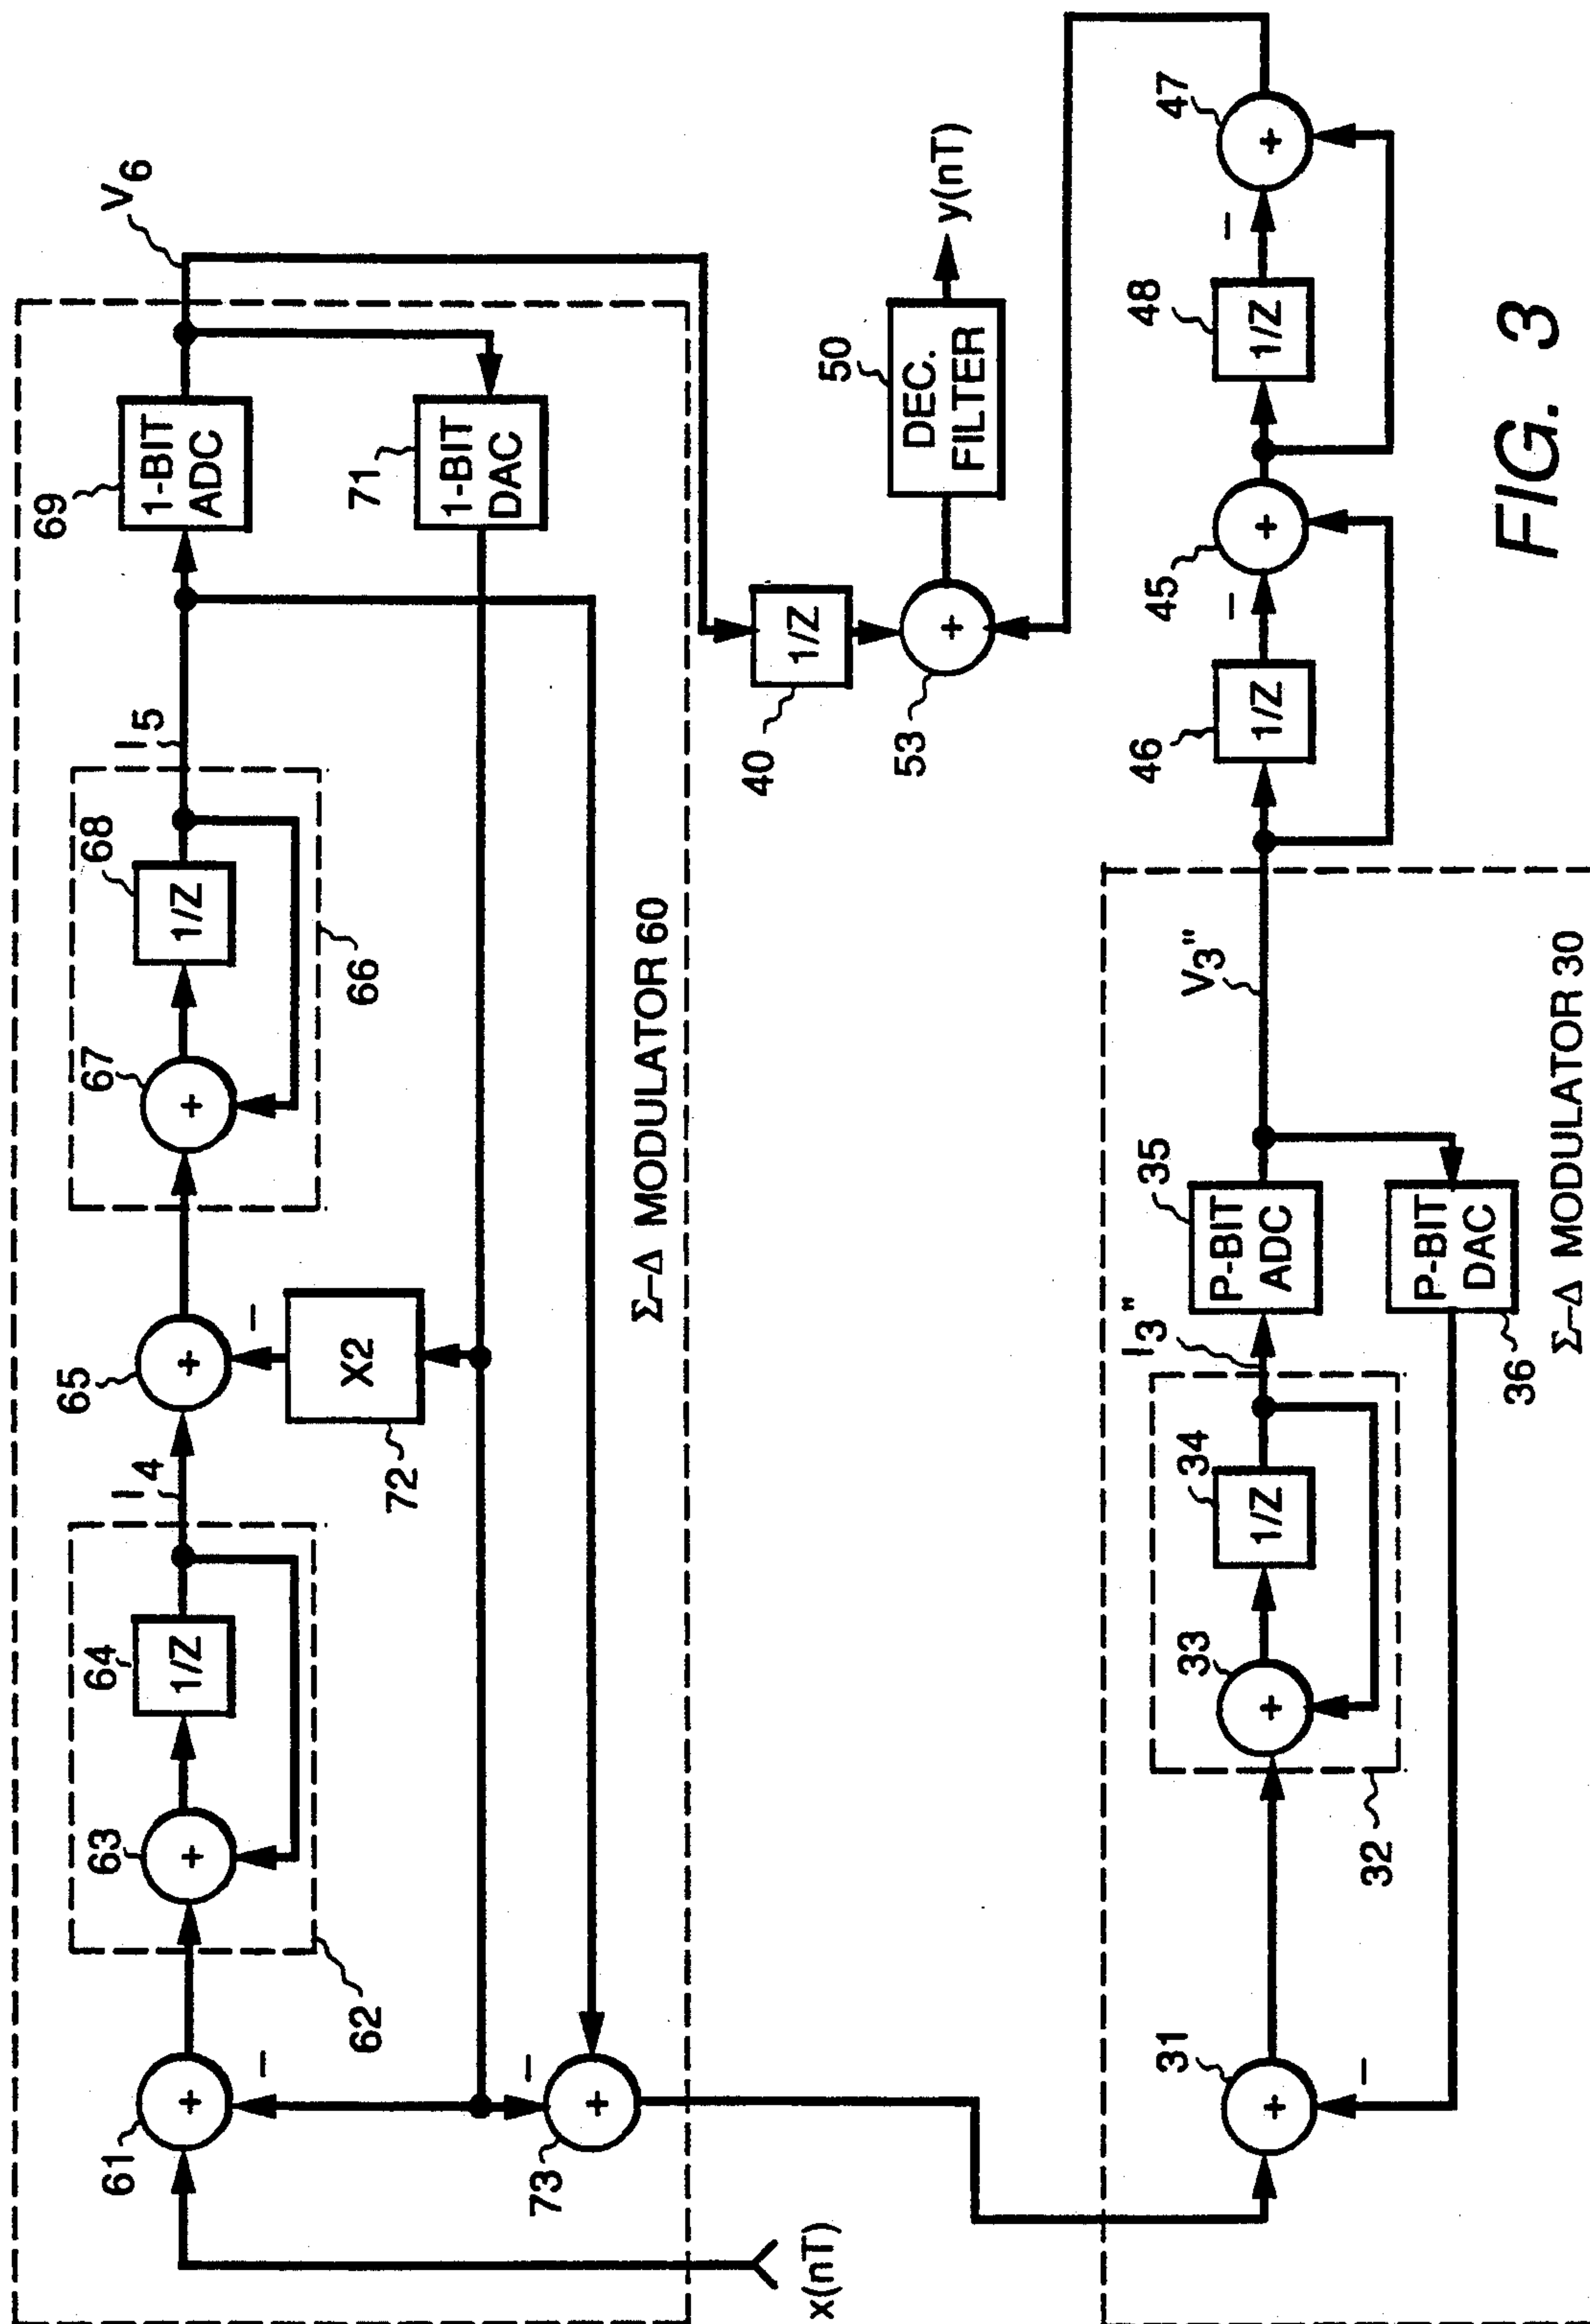 69
1-BIT
ADC
V6
71
1-BIT
DAC
I5
68
1/Z
67
+
66
65
+
X2
72
I4
64
1/Z
63
+
62
61
+
−
−
−
73
+
x(nT)
Σ–Δ MODULATOR 60
40
1/Z
53
+
50
DEC.
FILTER
y(nT)
47
+
−
48
1/Z
45
+
−
46
1/Z
V3"
35
P-BIT
ADC
P-BIT
DAC
36
I3"
34
1/Z
33
+
32
31
+
−
Σ–Δ MODULATOR 30
FIG. 3